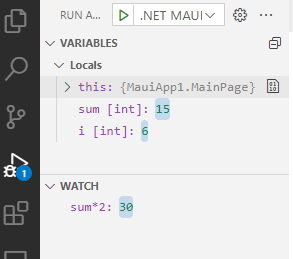 RUN A... .NET MAUI
VARIABLES
Locals
this: {MauiApp1.MainPage}
sum [int]: 15
i [int]: 6
1
WATCH
sum*2: 30